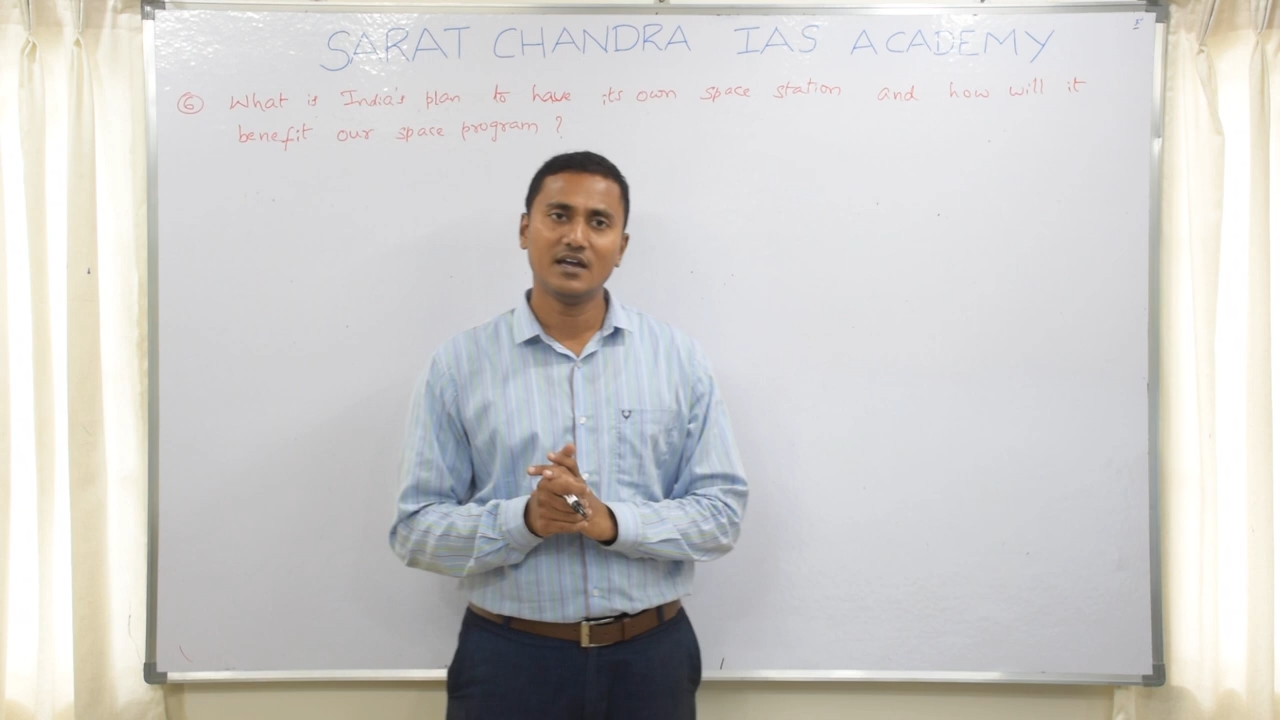 SARAT CHANDRA IAS ACADEMY
⑥ What is India's plan to have its own space station and how will it
benefit our space program ?